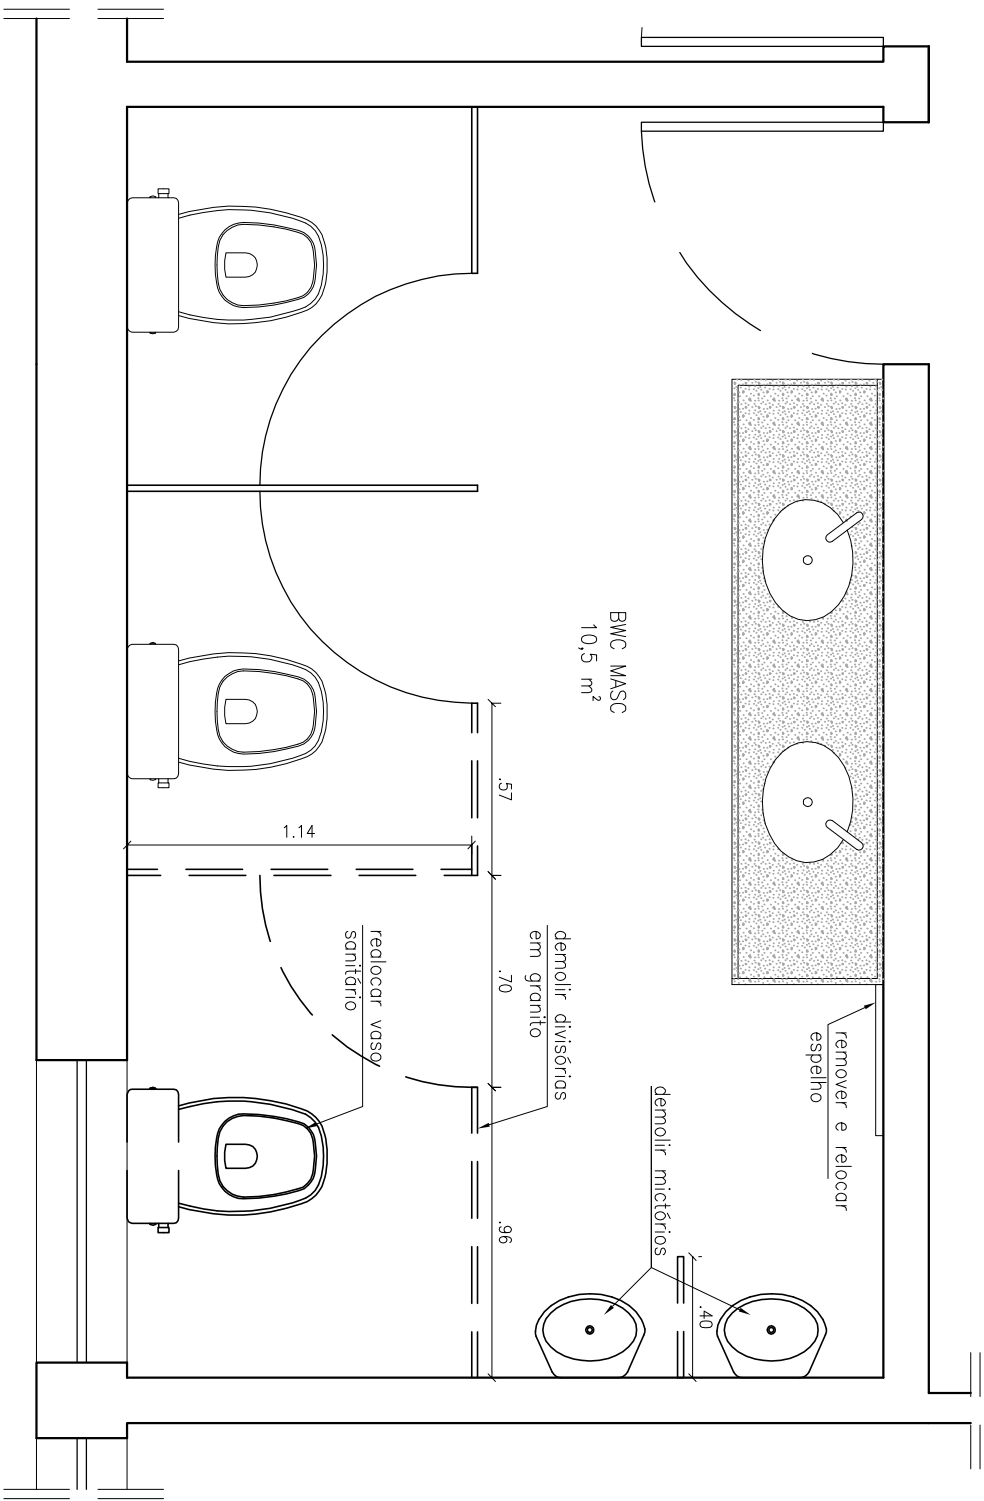 BWC MASC
10,5 m²
remover e relocar
espelho
demolir mictórios
.40
demolir divisórias
em granito
.57
.70
.96
1.14
realocar vaso
sanitário